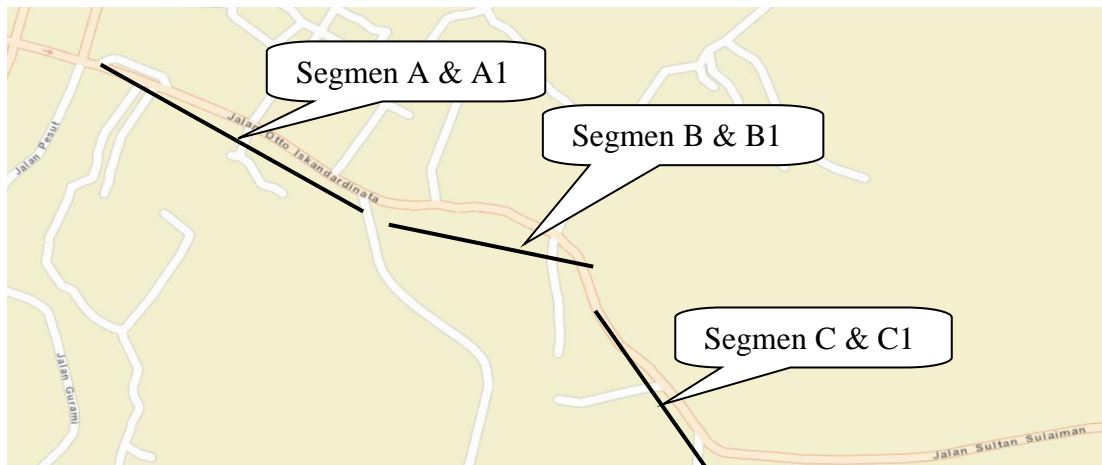 Segmen A & A1
Segmen B & B1
Jalan Otto Iskandardinata
Jalan Pesut
Segmen C & C1
Jalan Gurami
Jalan Sultan Sulaiman